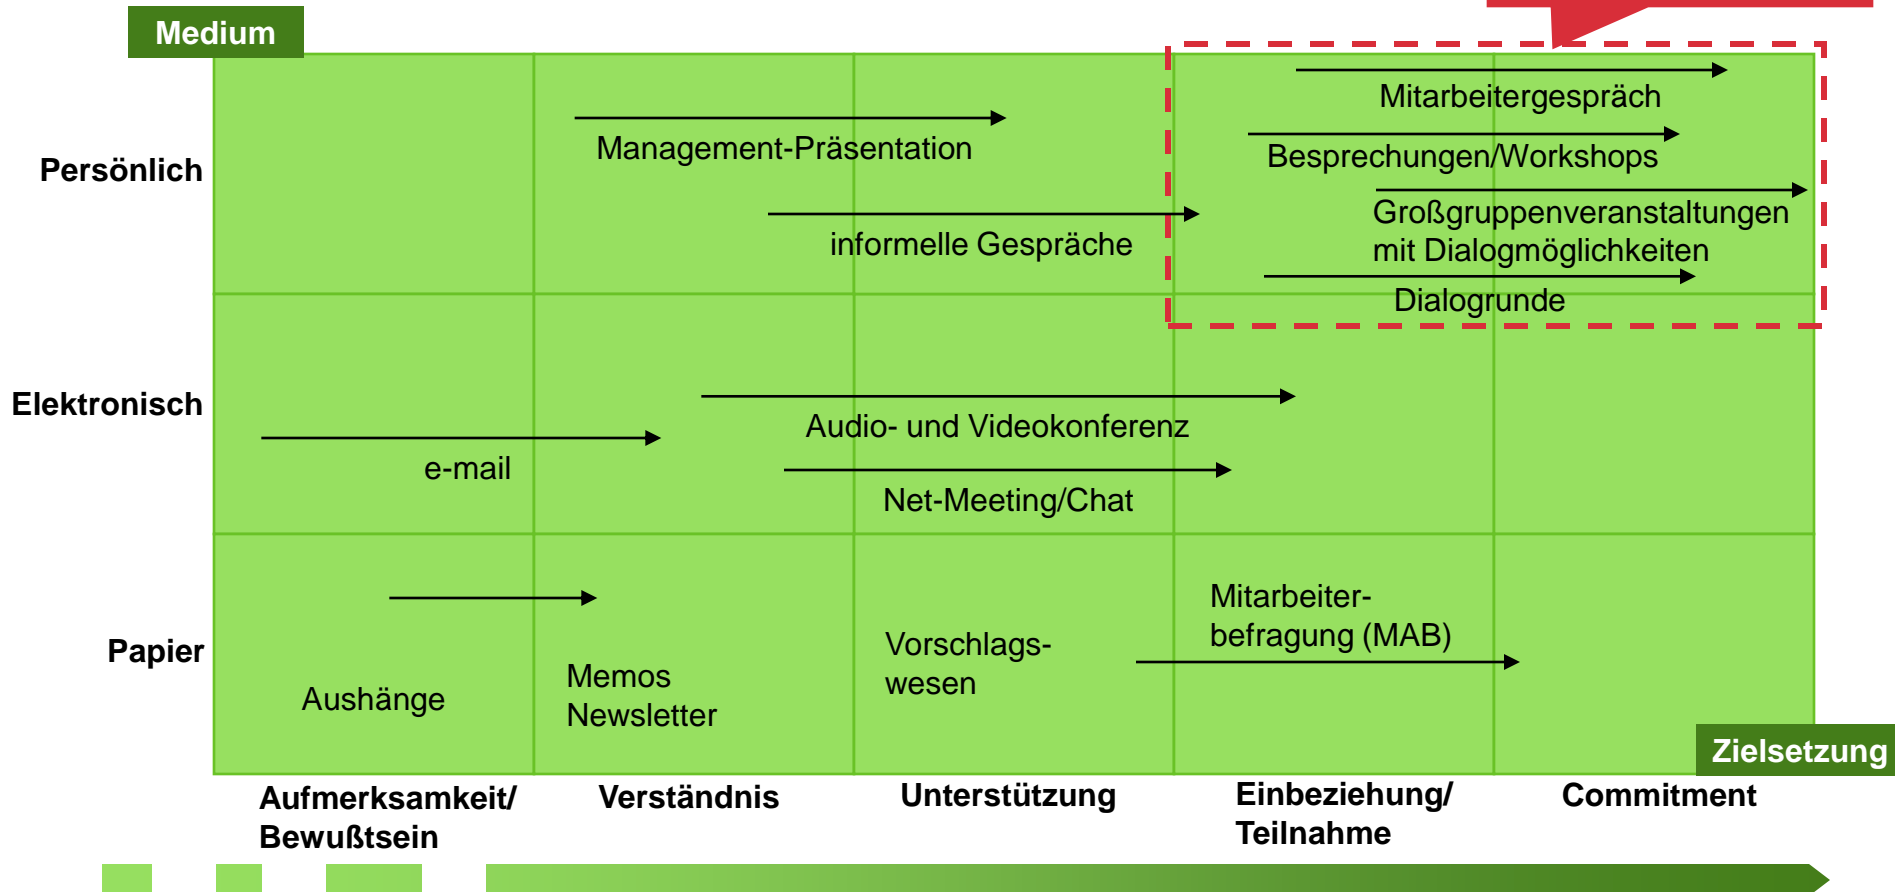 Medium
Persönlich
Management-Präsentation
informelle Gespräche
Mitarbeitergespräch
Besprechungen/Workshops
Großgruppenveranstaltungen
mit Dialogmöglichkeiten
Dialogrunde
Elektronisch
e-mail
Audio- und Videokonferenz
Net-Meeting/Chat
Papier
Aushänge
Memos
Newsletter
Vorschlags-
wesen
Mitarbeiter-
befragung (MAB)
Zielsetzung
Aufmerksamkeit/
Bewußtsein
Verständnis
Unterstützung
Einbeziehung/
Teilnahme
Commitment